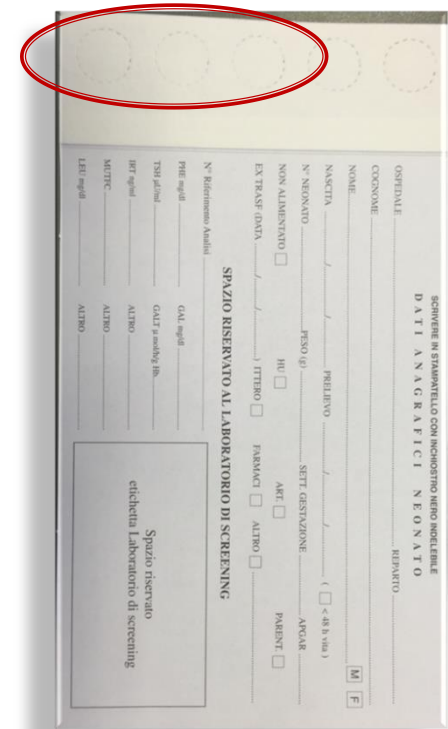 SCRIVERE IN STAMPATELLO CON INCHIOSTRO NERO INDELEBILE
DATI ANAGRAFICI NEONATO
OSPEDALE REPARTO
COGNOME
NOME M F
NASCITA / / PRELIEVO / / ( < 48 h vita )
N° NEONATO PESO (g) SETT. GESTAZIONE APGAR
NON ALIMENTATO HU ART. PARENT.
EX TRASF (DATA / / ) ITTERO FARMACI ALTRO
SPAZIO RISERVATO AL LABORATORIO DI SCREENING
N° Riferimento Analisi
PHE mg/dl GAL mg/dl
TSH µU/ml GALT µ mol/h/g Hb.
IRT ng/ml ALTRO
MUTFC ALTRO
LEU mg/dl ALTRO
Spazio riservato
etichetta Laboratorio di screening